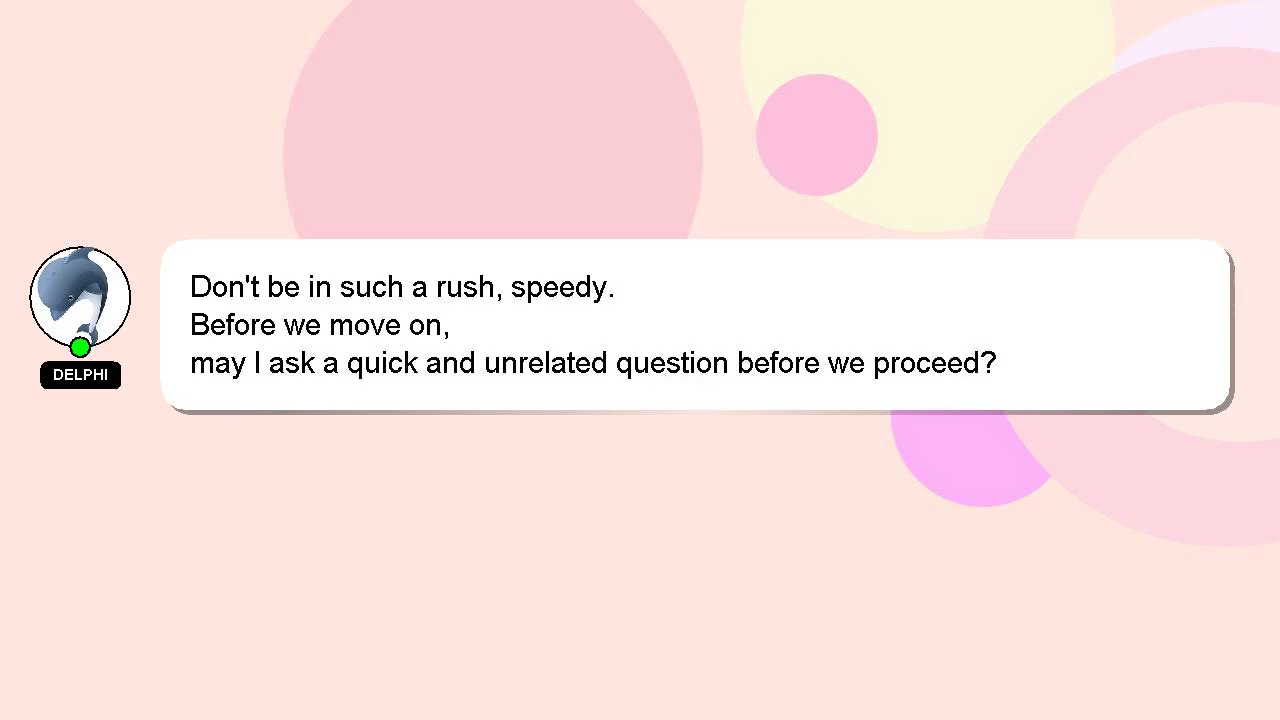 Don't be in such a rush, speedy.
Before we move on,
may I ask a quick and unrelated question before we proceed?
DELPHI